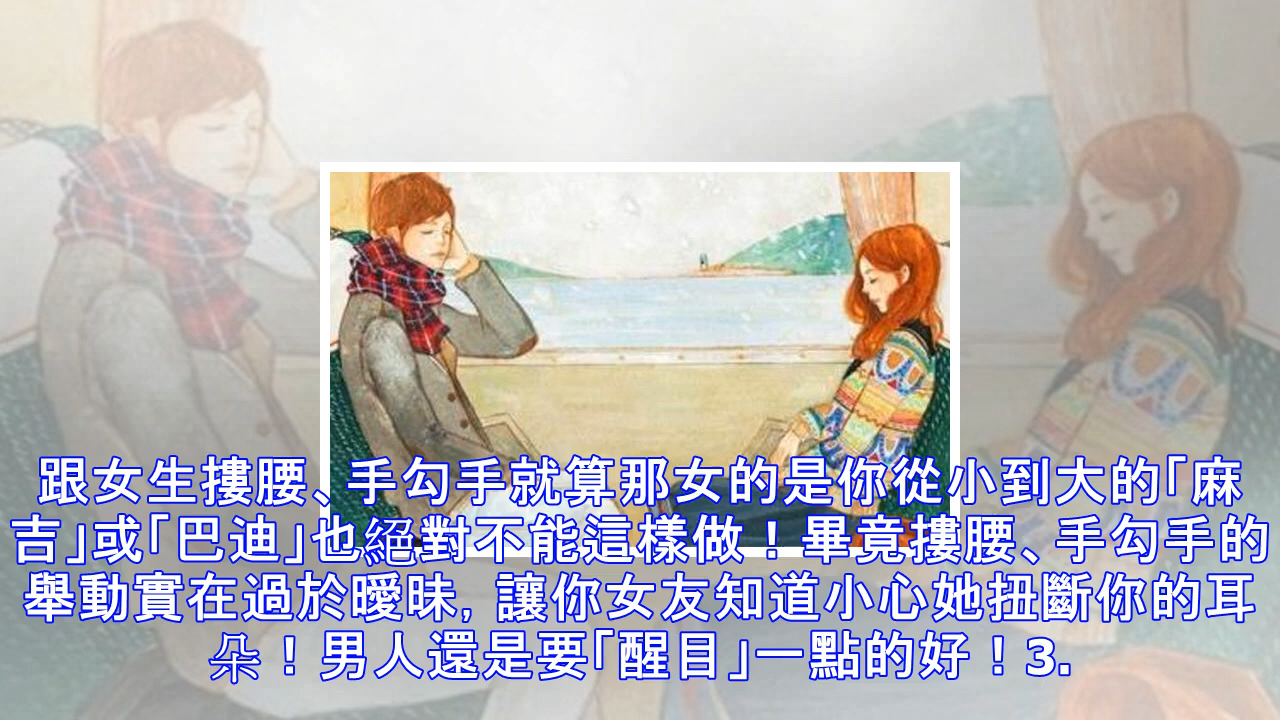 跟女生摟腰、手勾手就算那女的是你從小到大的「麻
吉」或「巴迪」也絕對不能這樣做！畢竟摟腰、手勾手的
舉動實在過於曖昧, 讓你女友知道小心她扭斷你的耳
朵！男人還是要「醒目」一點的好！3.